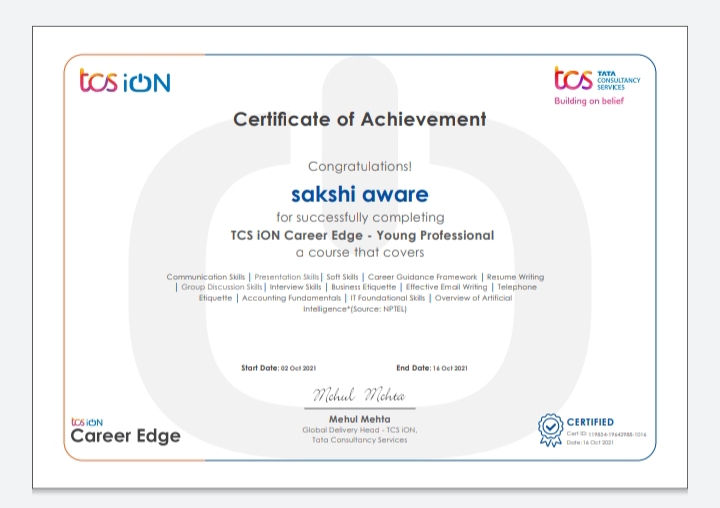 tcs iON
tcs TATA
CONSULTANCY
SERVICES
Building on belief
Certificate of Achievement
Congratulations!
sakshi aware
for successfully completing
TCS iON Career Edge - Young Professional
a course that covers
Communication Skills | Presentation Skills| Soft Skills | Career Guidance Framework | Resume Writing
| Group Discussion Skills| Interview Skills | Business Etiquette | Effective Email Writing | Telephone
Etiquette | Accounting Fundamentals | IT Foundational Skills | Overview of Artificial
Intelligence*(Source: NPTEL)
Start Date: 02 Oct 2021 End Date: 16 Oct 2021
Mehul Mehta
Mehul Mehta
Global Delivery Head - TCS iON,
Tata Consultancy Services
tcs iON
Career Edge
CERTIFIED
Cert ID: 119856-19642988-1016
Date: 16 Oct 2021